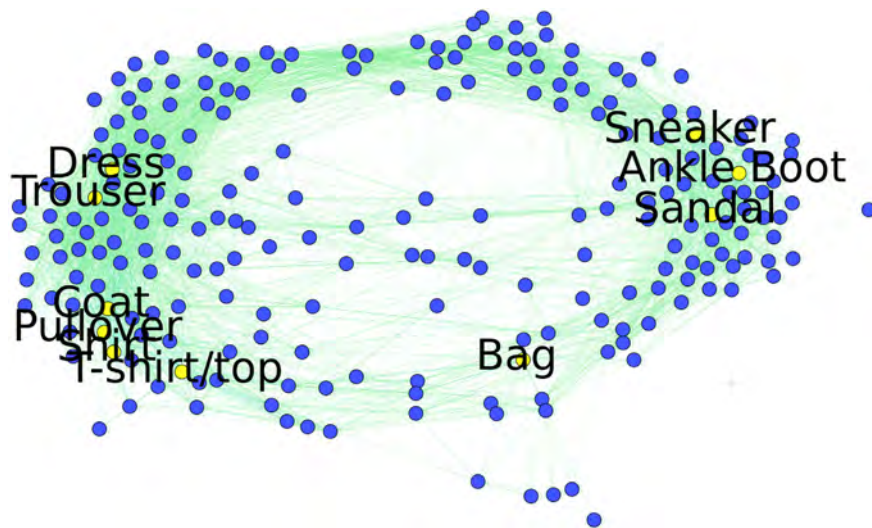 Sneaker
Dress
Ankle Boot
Trouser
Sandal
Coat
Pullover
Shirt
T-shirt/top
Bag